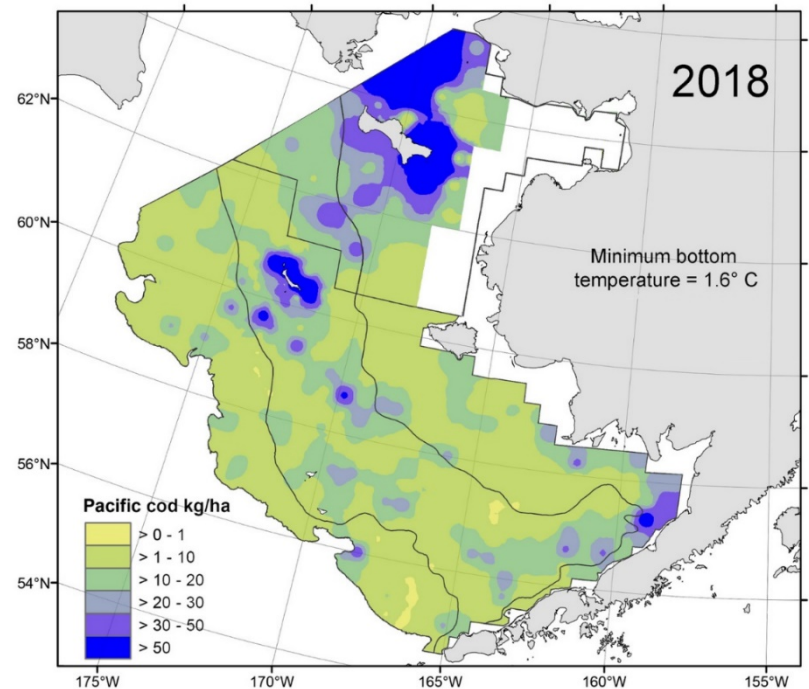 2018
62°N
60°N
58°N
56°N
54°N
Minimum bottom
temperature = 1.6° C
Pacific cod kg/ha
> 0 - 1
> 1 - 10
> 10 - 20
> 20 - 30
> 30 - 50
> 50
175°W
170°W
165°W
160°W
155°W